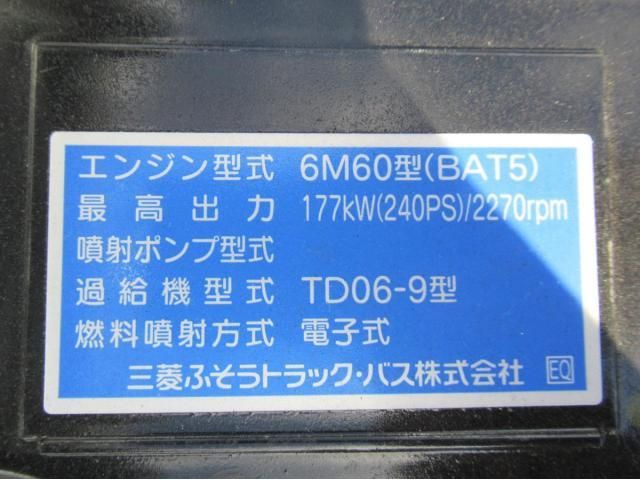 エンジン型式 6M60型(BAT5)
最高出力 177kW(240PS)/2270rpm
噴射ポンプ型式
過給機型式 TD06-9型
燃料噴射方式 電子式
三菱ふそうトラック・バス株式会社 EQ